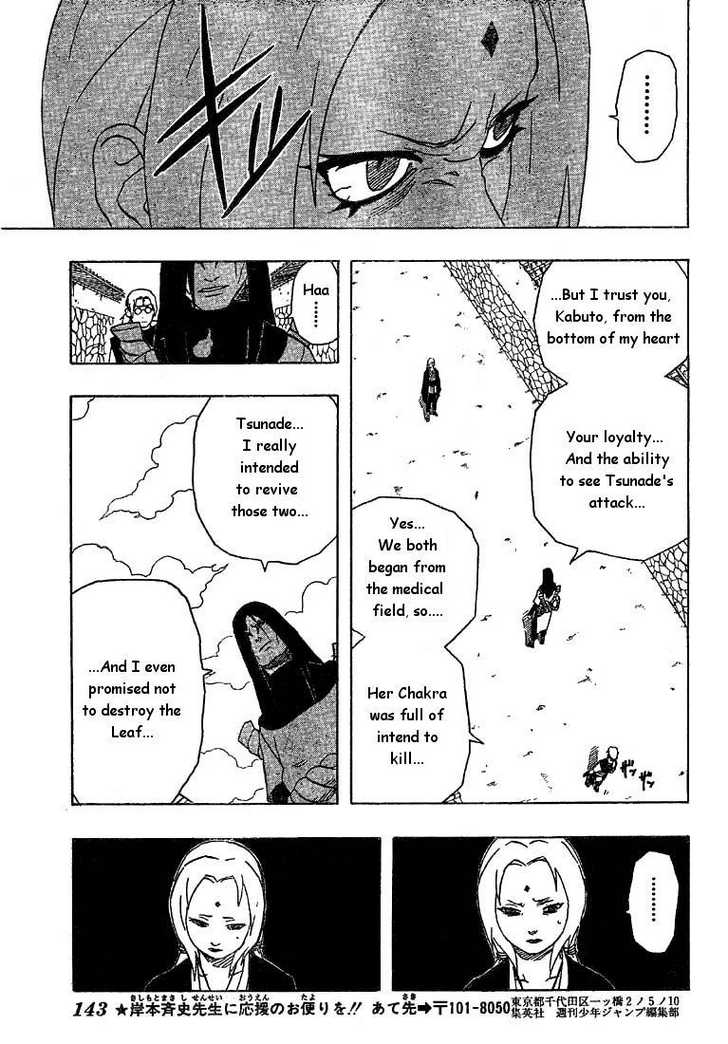 .........
ギロッ
...But I trust you,
Kabuto, from the
bottom of my heart
Your loyalty...
And the ability
to see Tsunade's
attack...
Yes...
We both
began from
the medical
field, so....
Her Chakra
was full of
intend to
kill...
ザッ
ザッ
Haa
......
Tsunade...
I really
intended
to revive
those two...
...And I even
promised not
to destroy the
Leaf...
.........
143 ★岸本斉史先生に応援のお便りを!! あて先➡〒101-8050 東京都千代田区一ッ橋2ノ5ノ10
集英社 週刊少年ジャンプ編集部